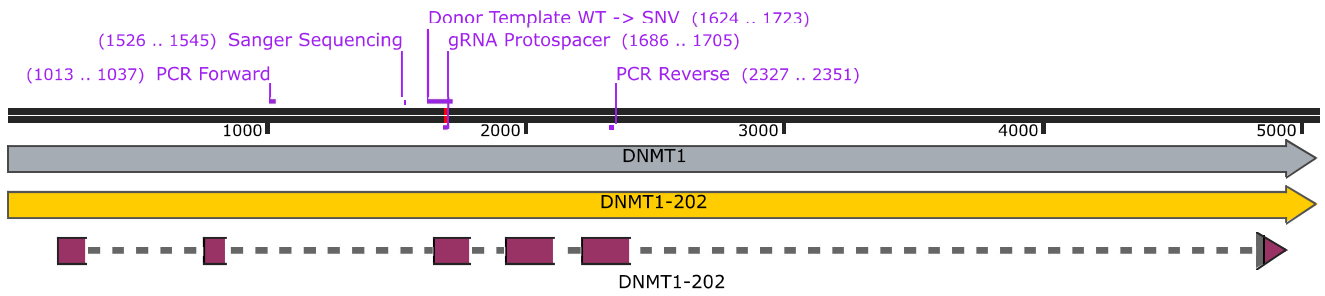 Donor Template WT -> SNV (1624 .. 1723)
(1526 .. 1545) Sanger Sequencing
gRNA Protospacer (1686 .. 1705)
(1013 .. 1037) PCR Forward
PCR Reverse (2327 .. 2351)
1000
2000
3000
4000
5000
DNMT1
DNMT1-202
DNMT1-202